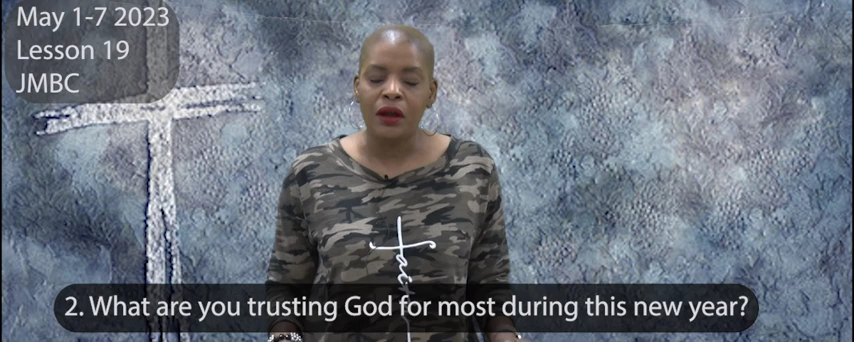 May 1-7 2023
Lesson 19
JMBC
fai
2. What are you trusting God for most during this new year?